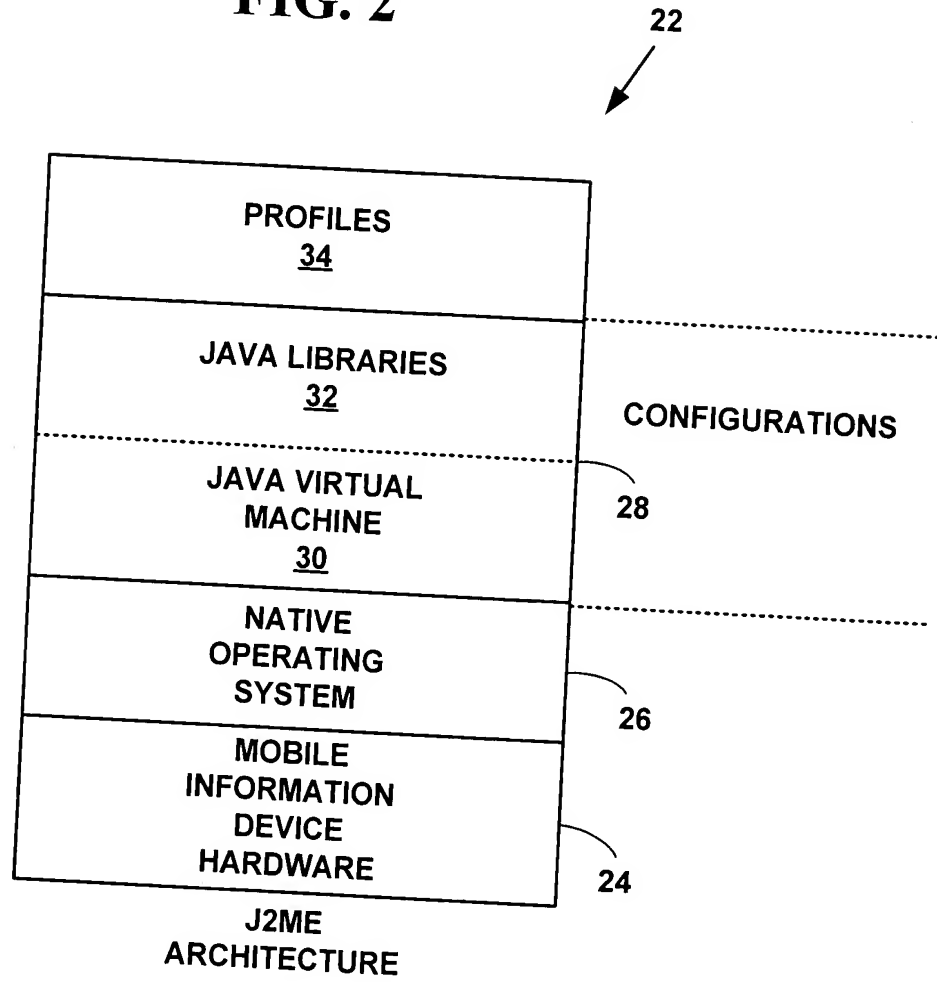 FIG. 2
22
PROFILES
34
JAVA LIBRARIES
32
CONFIGURATIONS
JAVA VIRTUAL
MACHINE
30
28
NATIVE
OPERATING
SYSTEM
26
MOBILE
INFORMATION
DEVICE
HARDWARE
24
J2ME
ARCHITECTURE